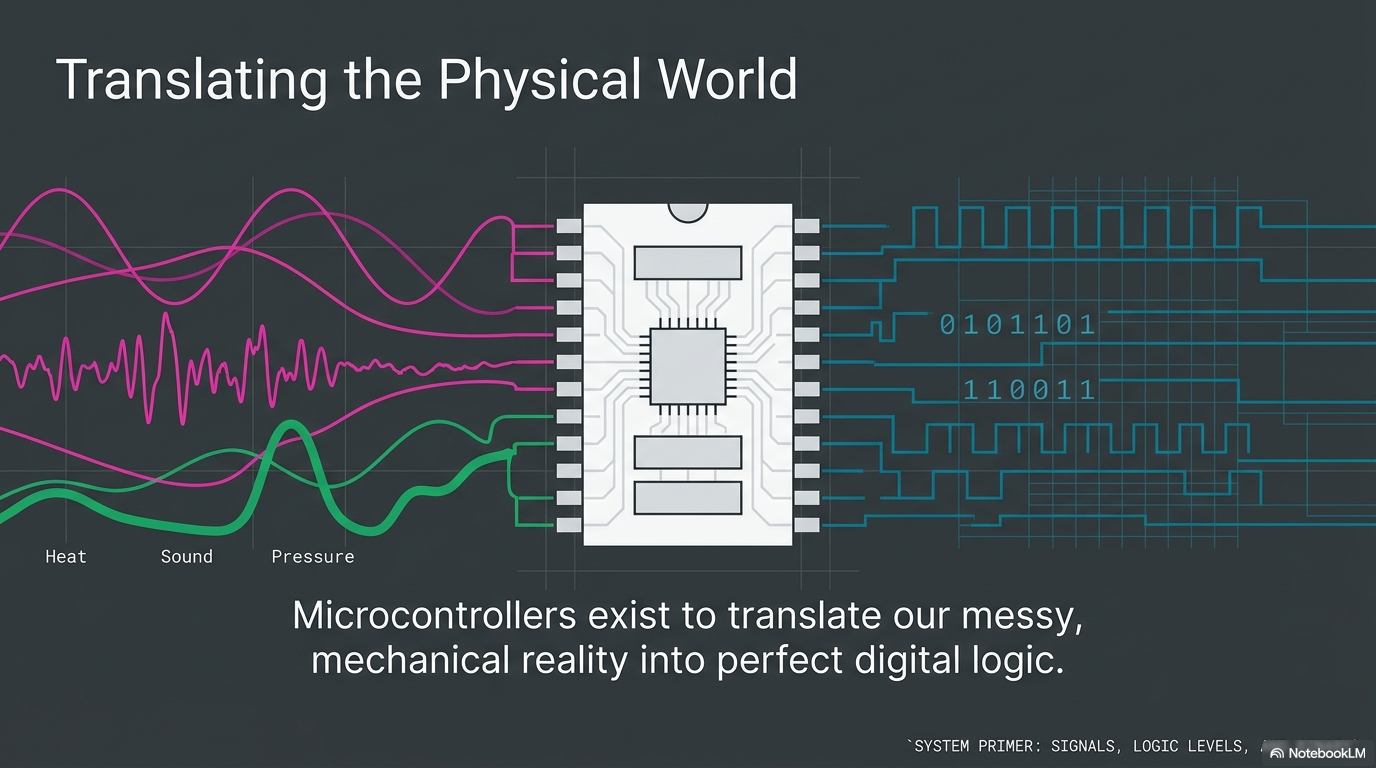 Translating the Physical World
0101101
110011
Heat Sound Pressure
Microcontrollers exist to translate our messy,
mechanical reality into perfect digital logic.
`SYSTEM PRIMER: SIGNALS, LOGIC LEVELS,
NotebookLM